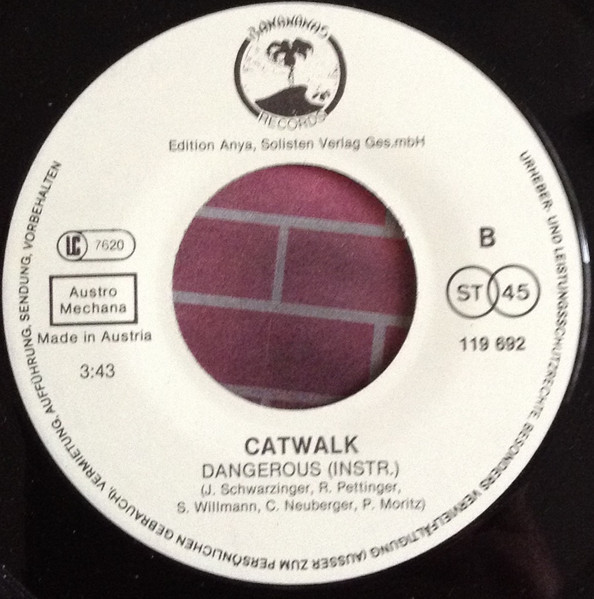 BANANAS
RECORDS
Edition Anya, Solisten Verlag Ges.mbH
LC 7620
Austro
Mechana
Made in Austria
3:43
B
ST 45
119 692
CATWALK
DANGEROUS (INSTR.)
(J. Schwarzinger, R. Pettinger,
S. Willmann, C. Neuberger, P. Moritz)
URHEBER- UND LEISTUNGSSCHUTZRECHTE, BESONDERS VERVIELFÄLTIGUNG (AUSSER ZUM PERSÖNLICHEN GEBRAUCH), VERMIETUNG, AUFFÜHRUNG, SENDUNG, VORBEHALTEN